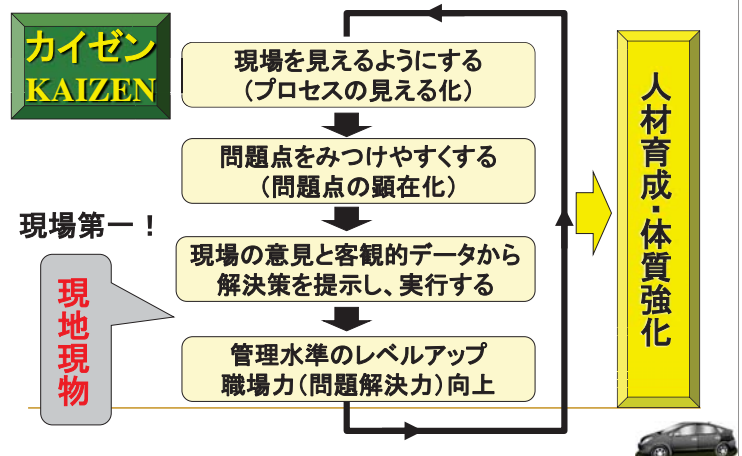 カイゼン
KAIZEN
現場を見えるようにする
（プロセスの見える化）
問題点をみつけやすくする
（問題点の顕在化）
現場第一！
現場の意見と客観的データから
解決策を提示し、実行する
現地現物
管理水準のレベルアップ
職場力（問題解決力）向上
人材育成・体質強化